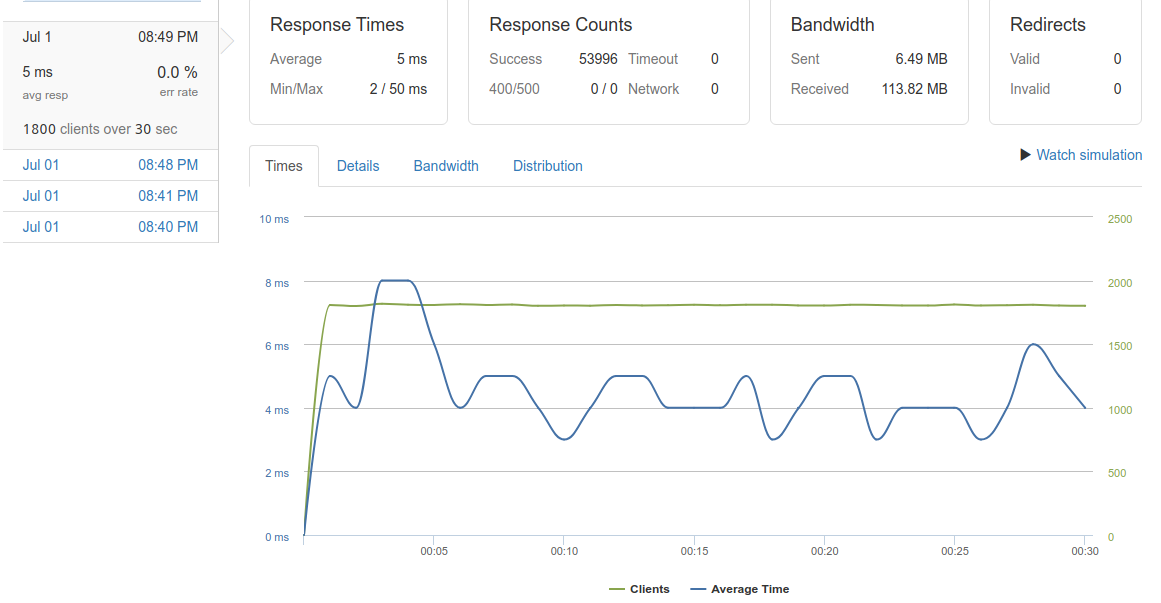 Jul 1 08:49 PM
5 ms 0.0 %
avg resp err rate
1800 clients over 30 sec
Jul 01 08:48 PM
Jul 01 08:41 PM
Jul 01 08:40 PM
Response Times
Average 5 ms
Min/Max 2 / 50 ms
Response Counts
Success 53996 Timeout 0
400/500 0 / 0 Network 0
Bandwidth
Sent 6.49 MB
Received 113.82 MB
Redirects
Valid 0
Invalid 0
Times Details Bandwidth Distribution
Watch simulation
10 ms 2500
8 ms 2000
6 ms 1500
4 ms 1000
2 ms 500
0 ms 0
00:05 00:10 00:15 00:20 00:25 00:30
Clients Average Time